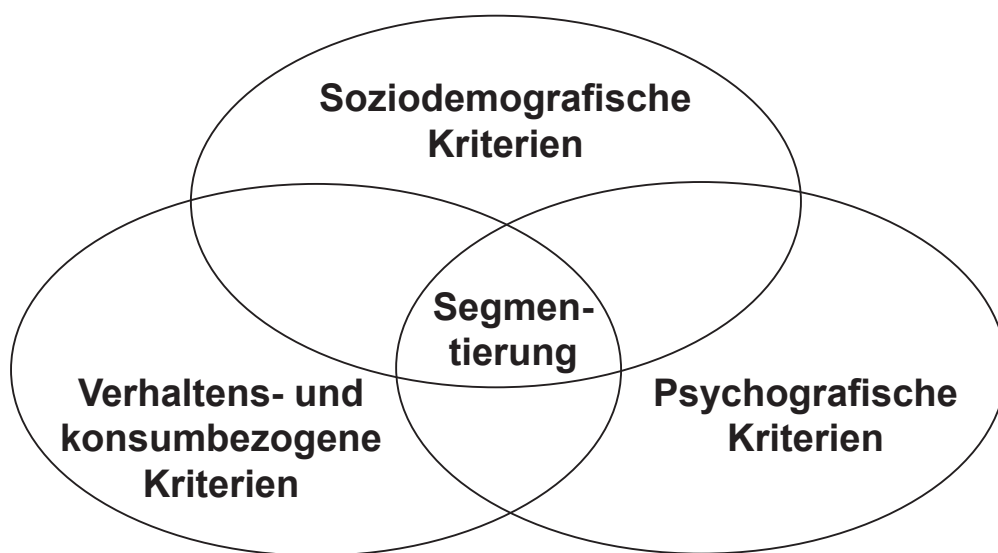 Soziodemografische
Kriterien
Segmen-
tierung
Verhaltens- und
konsumbezogene
Kriterien
Psychografische
Kriterien